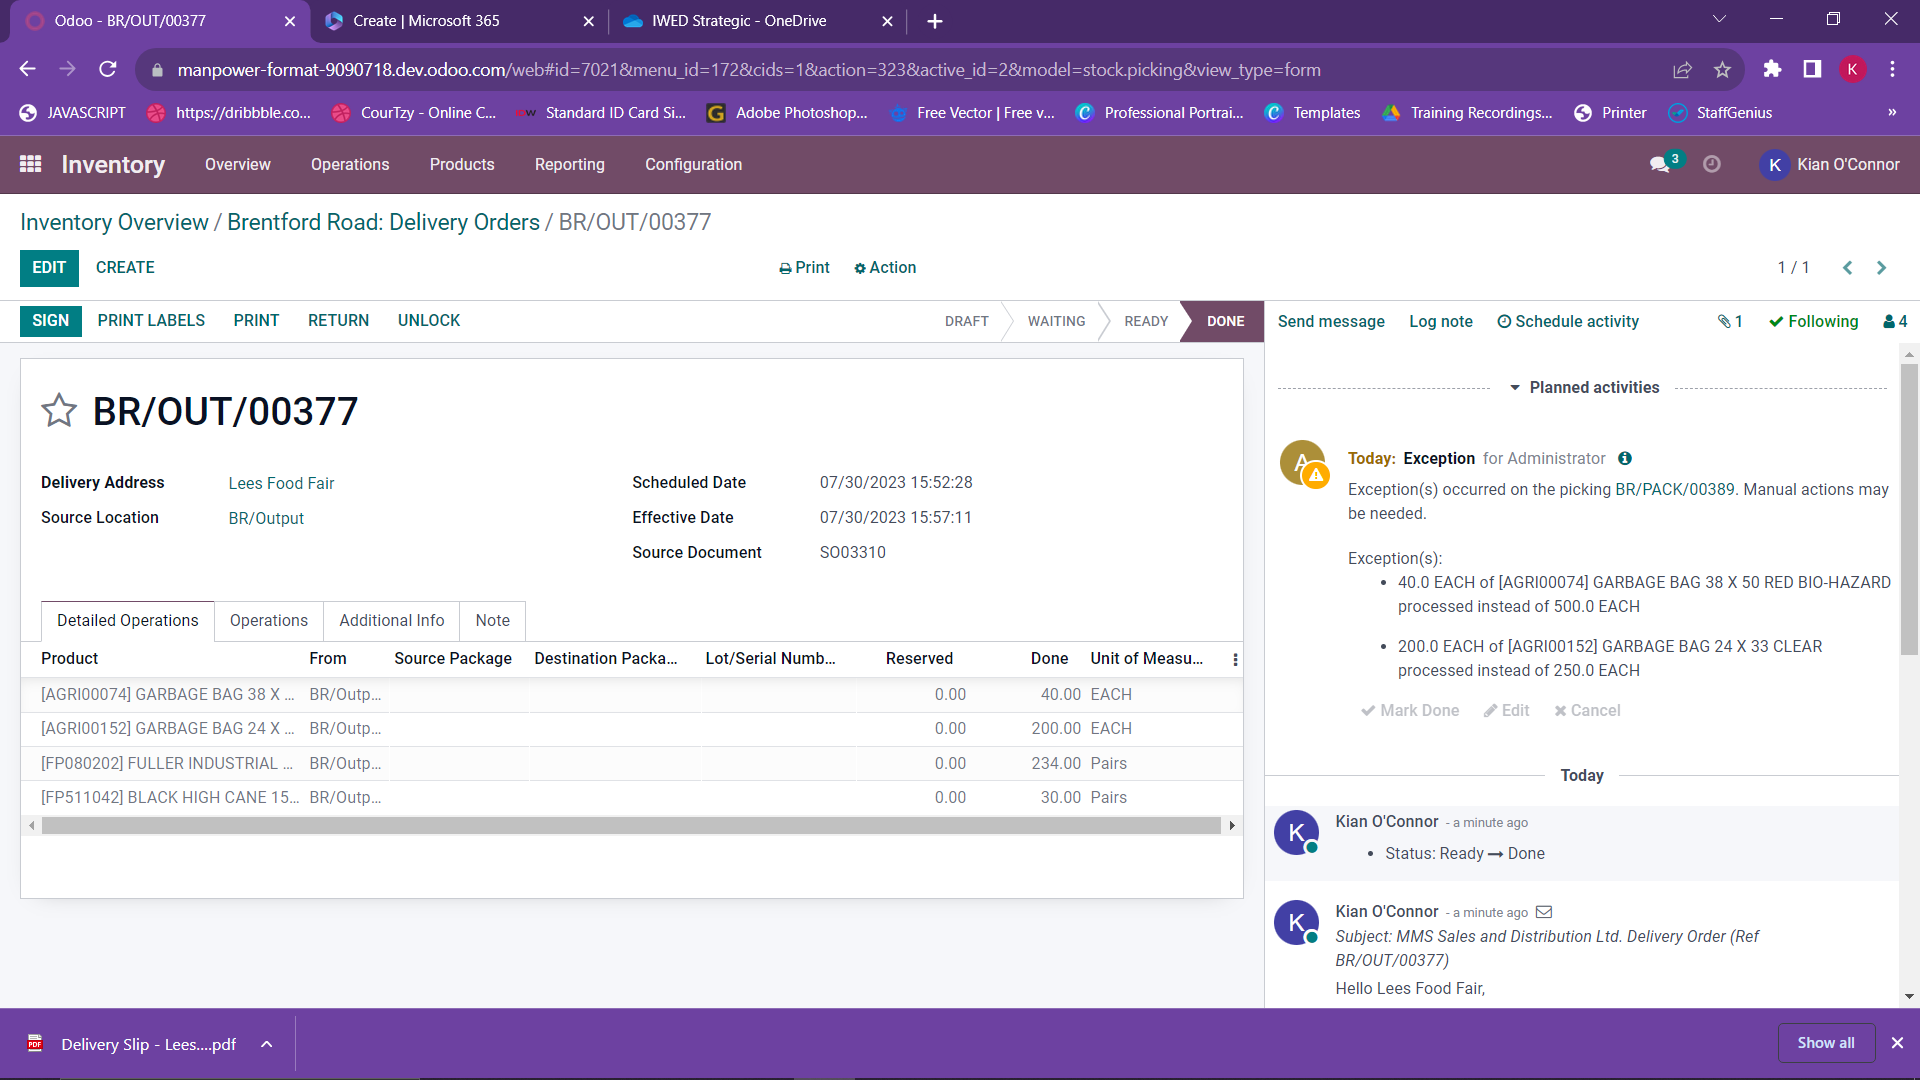 Odoo - BR/OUT/00377
Create | Microsoft 365
IWED Strategic - OneDrive
manpower-format-9090718.dev.odoo.com/web#id=7021&menu_id=172&cids=1&action=323&active_id=2&model=stock.picking&view_type=form
K
JAVASCRIPT https://dribbble.co... CourTzy - Online C... Standard ID Card Si... Adobe Photoshop,... Free Vector | Free v... Professional Portrai... Templates Training Recordings... Printer StaffGenius »
Inventory Overview Operations Products Reporting Configuration 3 K Kian O'Connor
Inventory Overview / Brentford Road: Delivery Orders / BR/OUT/00377
EDIT CREATE Print Action 1 / 1
SIGN PRINT LABELS PRINT RETURN UNLOCK DRAFT WAITING READY DONE
Send message Log note Schedule activity 1 Following 4
BR/OUT/00377
Delivery Address Lees Food Fair
Source Location BR/Output
Scheduled Date 07/30/2023 15:52:28
Effective Date 07/30/2023 15:57:11
Source Document SO03310
Detailed Operations Operations Additional Info Note
Product From Source Package Destination Packa... Lot/Serial Numb... Reserved Done Unit of Measu...
[AGRI00074] GARBAGE BAG 38 X ... BR/Outp... 0.00 40.00 EACH
[AGRI00152] GARBAGE BAG 24 X ... BR/Outp... 0.00 200.00 EACH
[FP080202] FULLER INDUSTRIAL ... BR/Outp... 0.00 234.00 Pairs
[FP511042] BLACK HIGH CANE 15... BR/Outp... 0.00 30.00 Pairs
Planned activities
A
Today: Exception for Administrator
Exception(s) occurred on the picking BR/PACK/00389. Manual actions may
be needed.
Exception(s):
• 40.0 EACH of [AGRI00074] GARBAGE BAG 38 X 50 RED BIO-HAZARD
processed instead of 500.0 EACH
• 200.0 EACH of [AGRI00152] GARBAGE BAG 24 X 33 CLEAR
processed instead of 250.0 EACH
Mark Done Edit Cancel
Today
K
Kian O'Connor - a minute ago
• Status: Ready → Done
K
Kian O'Connor - a minute ago
Subject: MMS Sales and Distribution Ltd. Delivery Order (Ref
BR/OUT/00377)
Hello Lees Food Fair,
PDF Delivery Slip - Lees....pdf
Show all